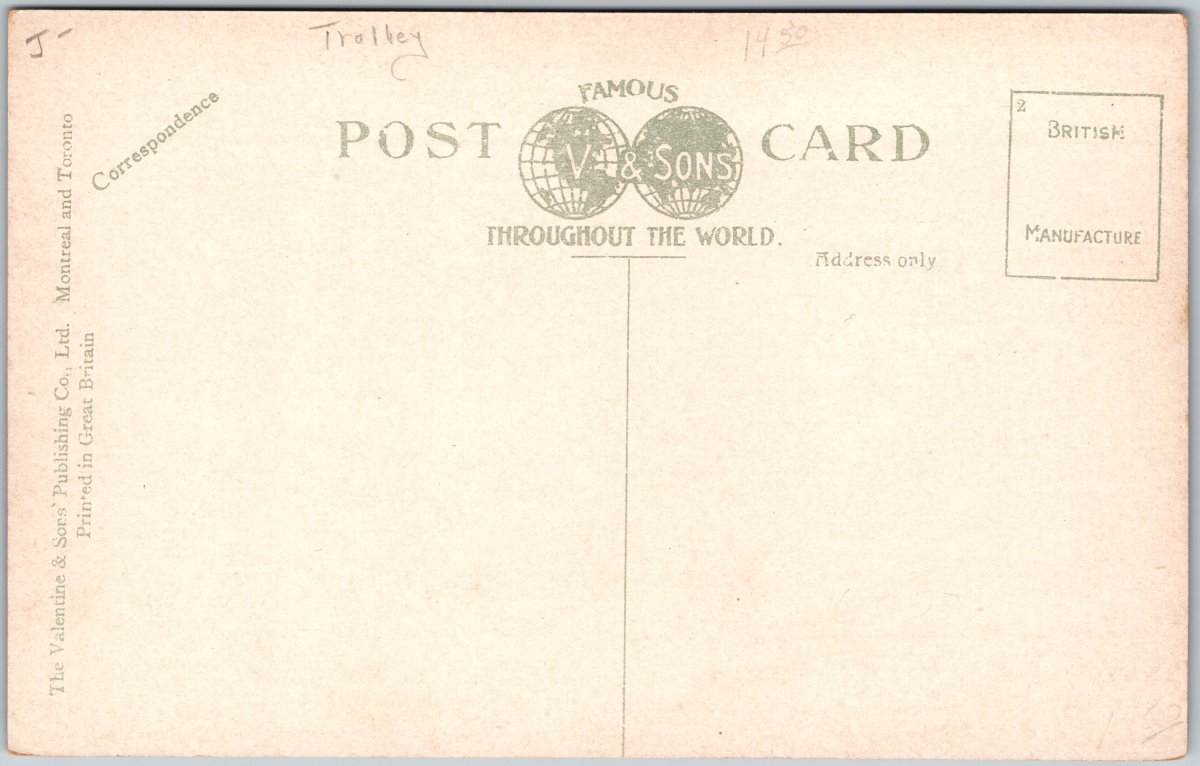 J-
Trolley
14 50
Correspondence
FAMOUS
POST CARD
V & SONS
THROUGHOUT THE WORLD.
Address only
2
BRITISH
MANUFACTURE
The Valentine & Sons' Publishing Co., Ltd. Montreal and Toronto
Printed in Great Britain